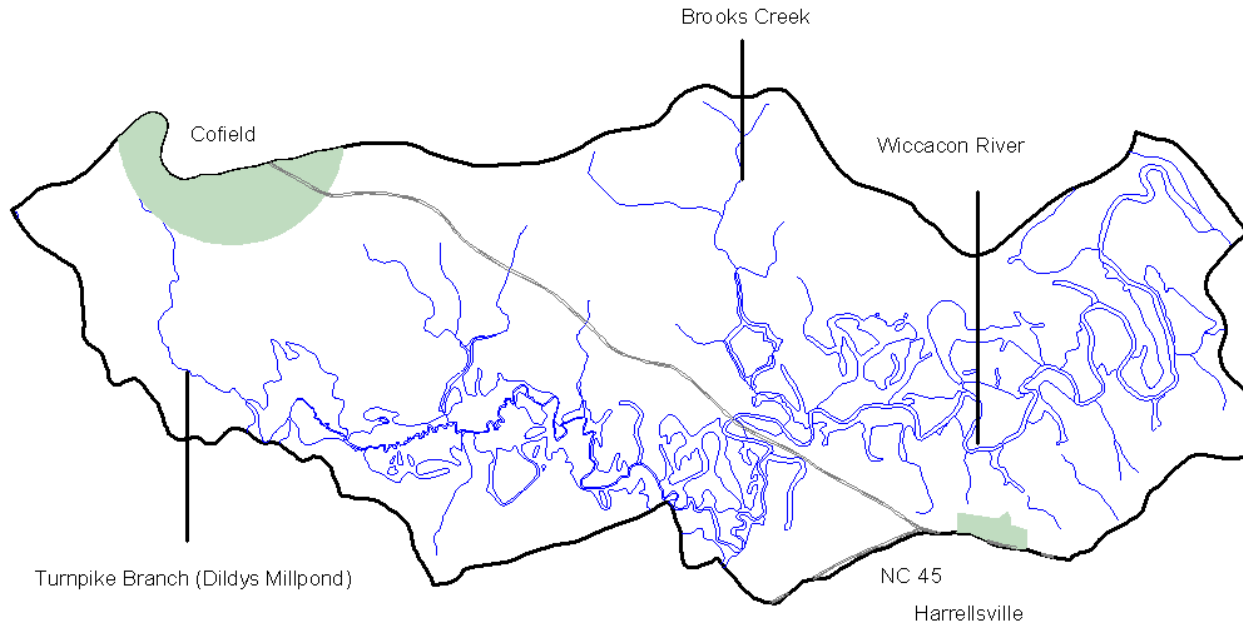 Brooks Creek
Cofield
Wiccacon River
Turnpike Branch (Dildys Millpond)
NC 45
Harrellsville